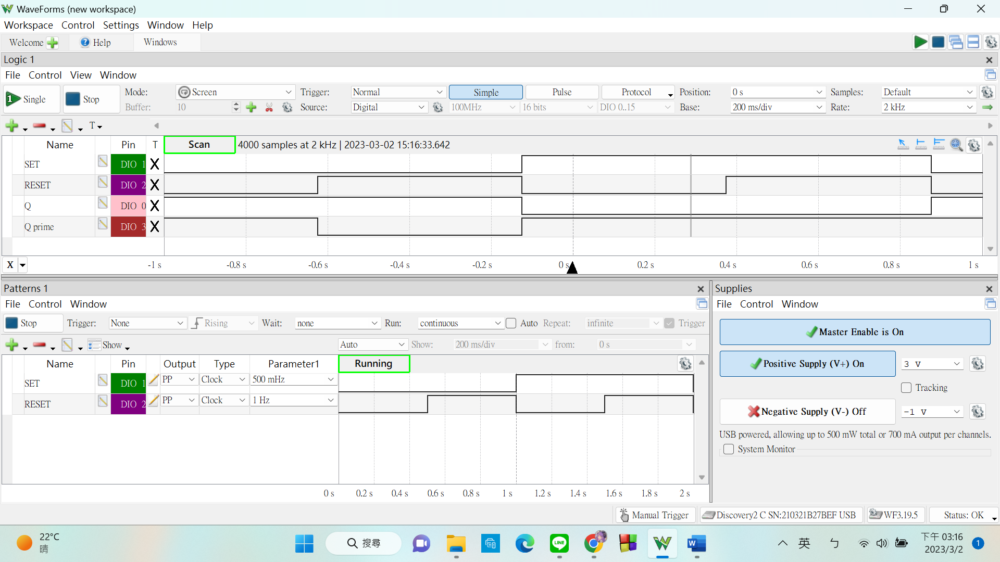 WaveForms (new workspace)
Workspace Control Settings Window Help
Welcome Help Windows
Logic 1
File Control View Window
1 Single Stop Mode: Screen Trigger: Normal Simple Pulse Protocol Position: 0 s Samples: Default
Buffer: 10 Source: Digital 100MHz 16 bits DIO 0..15 Base: 200 ms/div Rate: 2 kHz
T
Name Pin T Scan 4000 samples at 2 kHz | 2023-03-02 15:16:33.642
SET DIO 1 X
RESET DIO 2 X
Q DIO 0 X
Q prime DIO 3 X
X -1 s -0.8 s -0.6 s -0.4 s -0.2 s 0 s 0.2 s 0.4 s 0.6 s 0.8 s 1 s
Patterns 1
File Control Window
Stop Trigger: None Rising Wait: none Run: continuous Auto Repeat: infinite Trigger
Show Auto Show: 200 ms/div from: 0 s
Name Pin Output Type Parameter1 Running
SET DIO 1 PP Clock 500 mHz
RESET DIO 2 PP Clock 1 Hz
0 s 0.2 s 0.4 s 0.6 s 0.8 s 1 s 1.2 s 1.4 s 1.6 s 1.8 s 2 s
Supplies
File Control Window
Master Enable is On
Positive Supply (V+) On 3 V
Tracking
Negative Supply (V-) Off -1 V
USB powered, allowing up to 500 mW total or 700 mA output per channels.
System Monitor
Manual Trigger Discovery2 C SN:210321B27BEF USB WF3.19.5 Status: OK
22°C
晴
搜尋
LINE
英 ㄅ
下午 03:16
2023/3/2
1